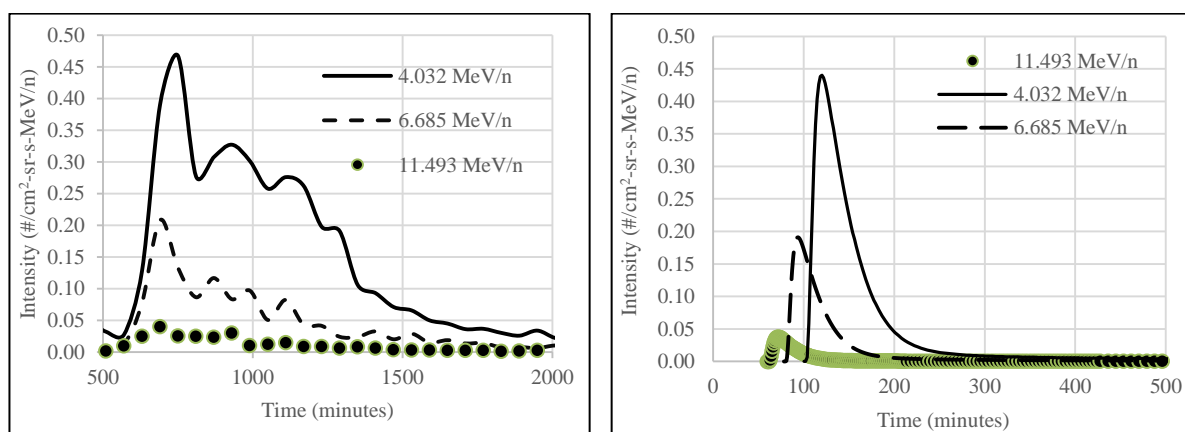 0.50
0.45
0.40
0.35
0.30
0.25
0.20
0.15
0.10
0.05
0.00
Intensity (#/cm²-sr-s-MeV/n)
4.032 MeV/n
6.685 MeV/n
11.493 MeV/n
500 1000 1500 2000
Time (minutes)
0.50
0.45
0.40
0.35
0.30
0.25
0.20
0.15
0.10
0.05
0.00
Intensity (#/cm²-sr-s-MeV/n)
11.493 MeV/n
4.032 MeV/n
6.685 MeV/n
0 100 200 300 400 500
Time (minutes)